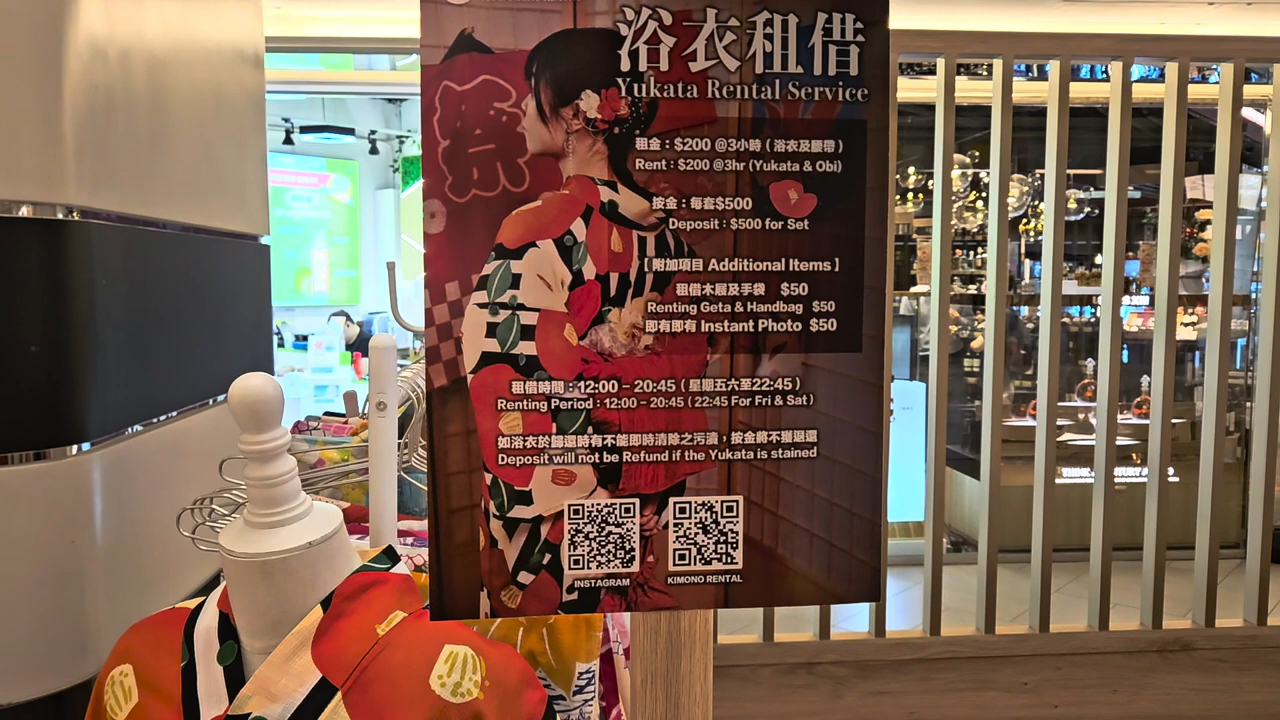 浴衣租借
Yukata Rental Service
祭
租金：$200 @3小時（浴衣及腰帶）
Rent : $200 @3hr (Yukata & Obi)
按金：每套$500
Deposit : $500 for Set
【附加項目 Additional Items】
租借木屐及手袋 $50
Renting Geta & Handbag $50
即有即有 Instant Photo $50
租借時間：12:00 - 20:45（星期五六至22:45）
Renting Period : 12:00 - 20:45 ( 22:45 For Fri & Sat )
如浴衣於歸還時有不能即時清除之污漬，按金將不獲退還
Deposit will not be Refund if the Yukata is stained
INSTAGRAM
KIMONO RENTAL